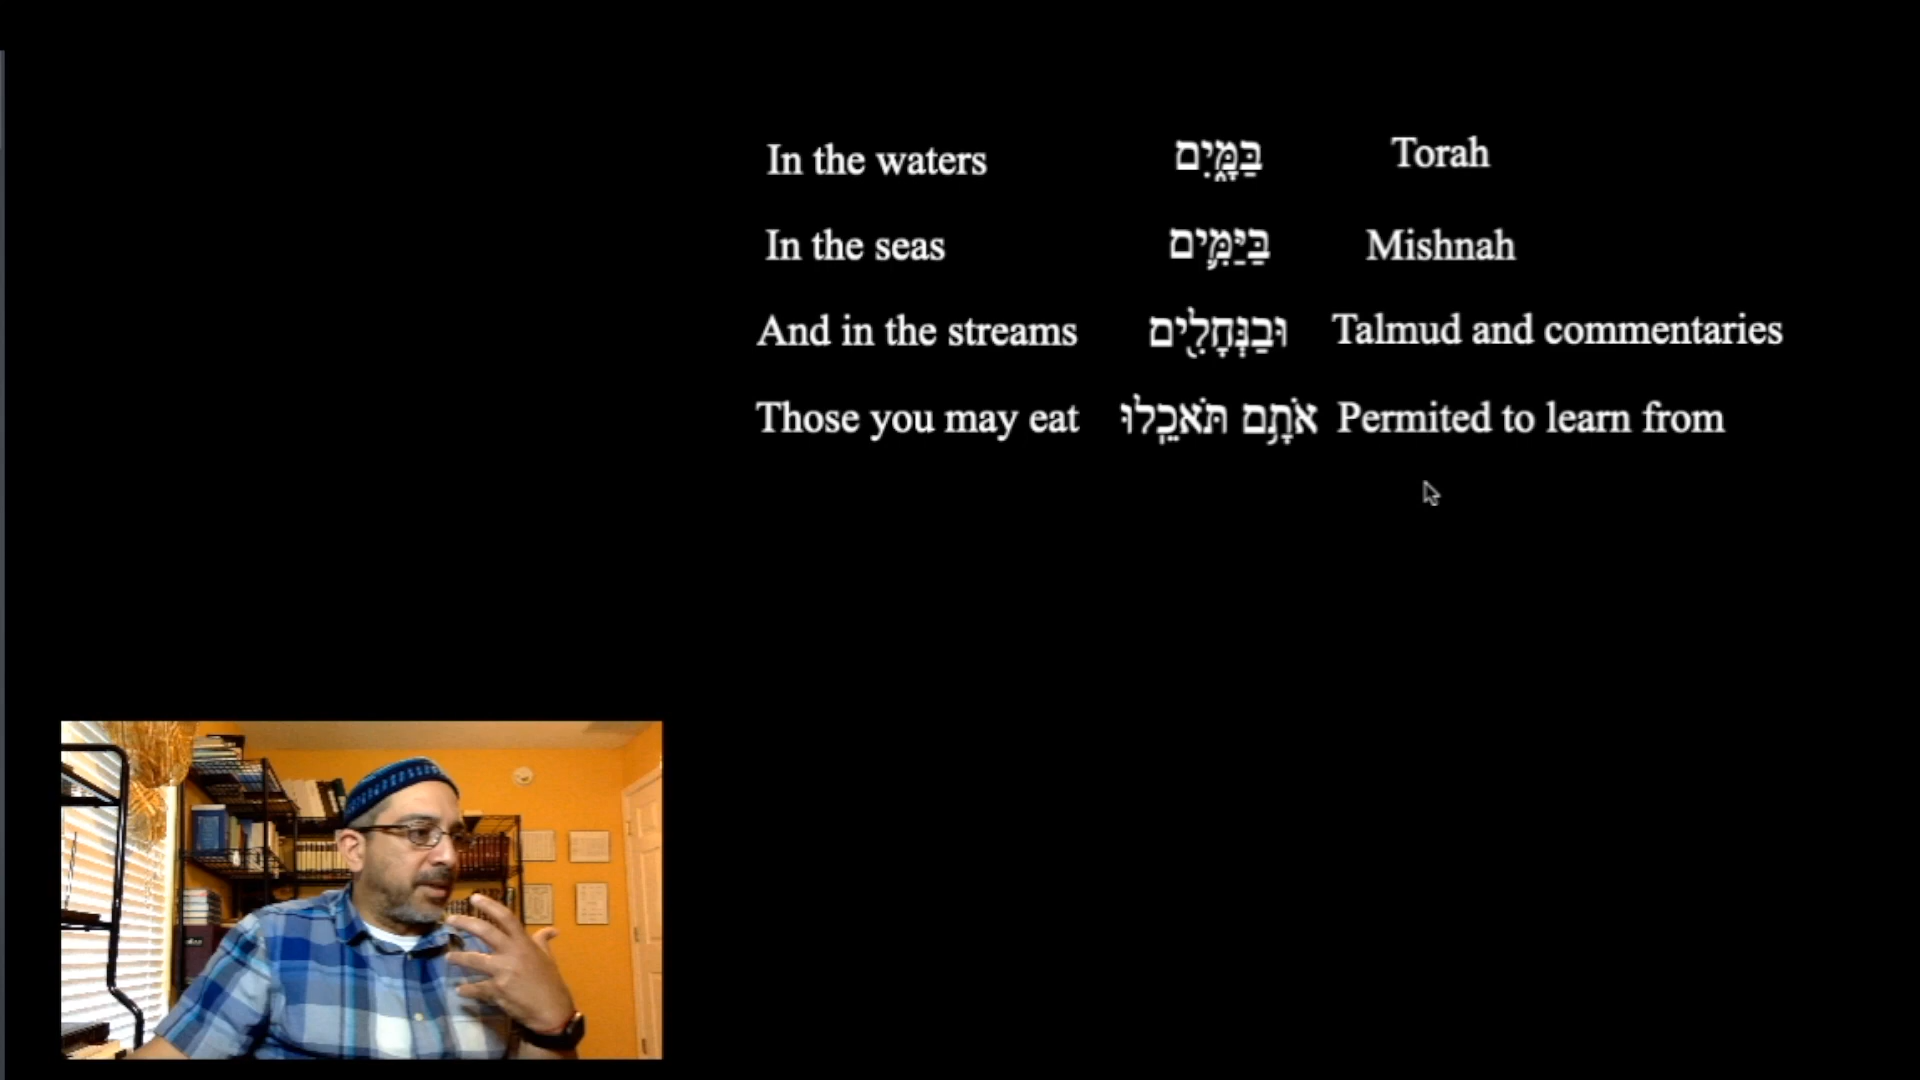 In the waters בַּמָּ֑יִם Torah
In the seas בַּיַּמִּ֛ים Mishnah
And in the streams וּבַנְּחָלִ֖ים Talmud and commentaries
Those you may eat אֹתָ֥ם תֹּאכֵֽלוּ Permited to learn from